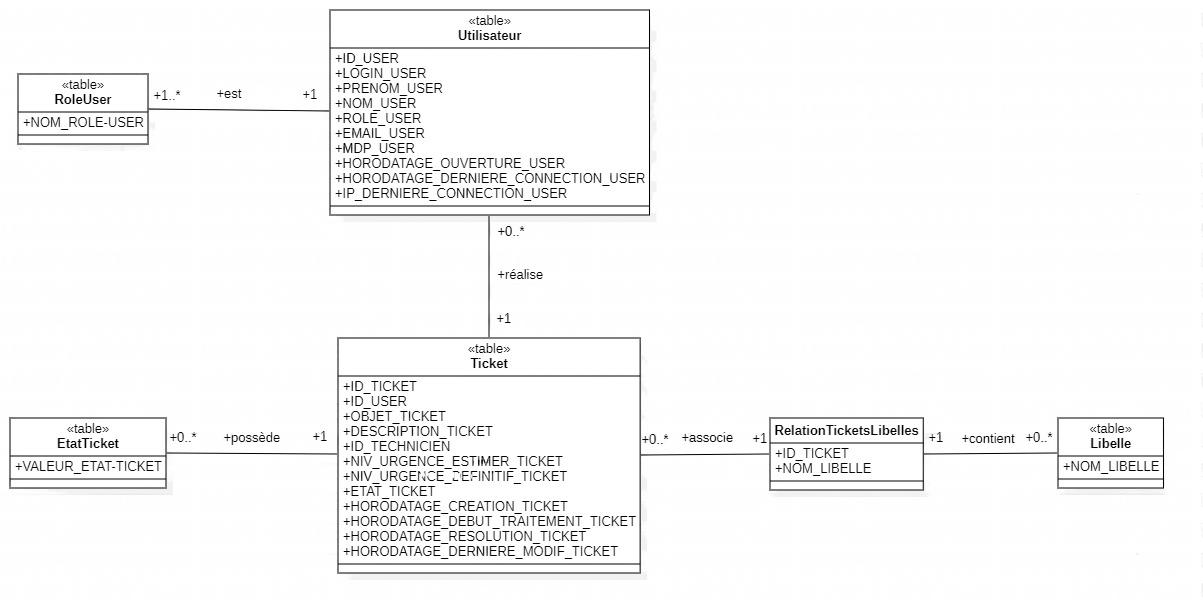 «table»
Utilisateur
+ID_USER
+LOGIN_USER
+PRENOM_USER
+NOM_USER
+ROLE_USER
+EMAIL_USER
+MDP_USER
+HORODATAGE_OUVERTURE_USER
+HORODATAGE_DERNIERE_CONNECTION_USER
+IP_DERNIERE_CONNECTION_USER
«table»
RoleUser
+NOM_ROLE-USER
+1..* +est +1
+0..*
+réalise
+1
«table»
Ticket
+ID_TICKET
+ID_USER
+OBJET_TICKET
+DESCRIPTION_TICKET
+ID_TECHNICIEN
+NIV_URGENCE_ESTIMER_TICKET
+NIV_URGENCE_DEFINITIF_TICKET
+ETAT_TICKET
+HORODATAGE_CREATION_TICKET
+HORODATAGE_DEBUT_TRAITEMENT_TICKET
+HORODATAGE_RESOLUTION_TICKET
+HORODATAGE_DERNIERE_MODIF_TICKET
«table»
EtatTicket
+VALEUR_ETAT-TICKET
+0..* +possède +1
+0..* +associe +1
RelationTicketsLibelles
+ID_TICKET
+NOM_LIBELLE
+1 +contient +0..*
«table»
Libelle
+NOM_LIBELLE